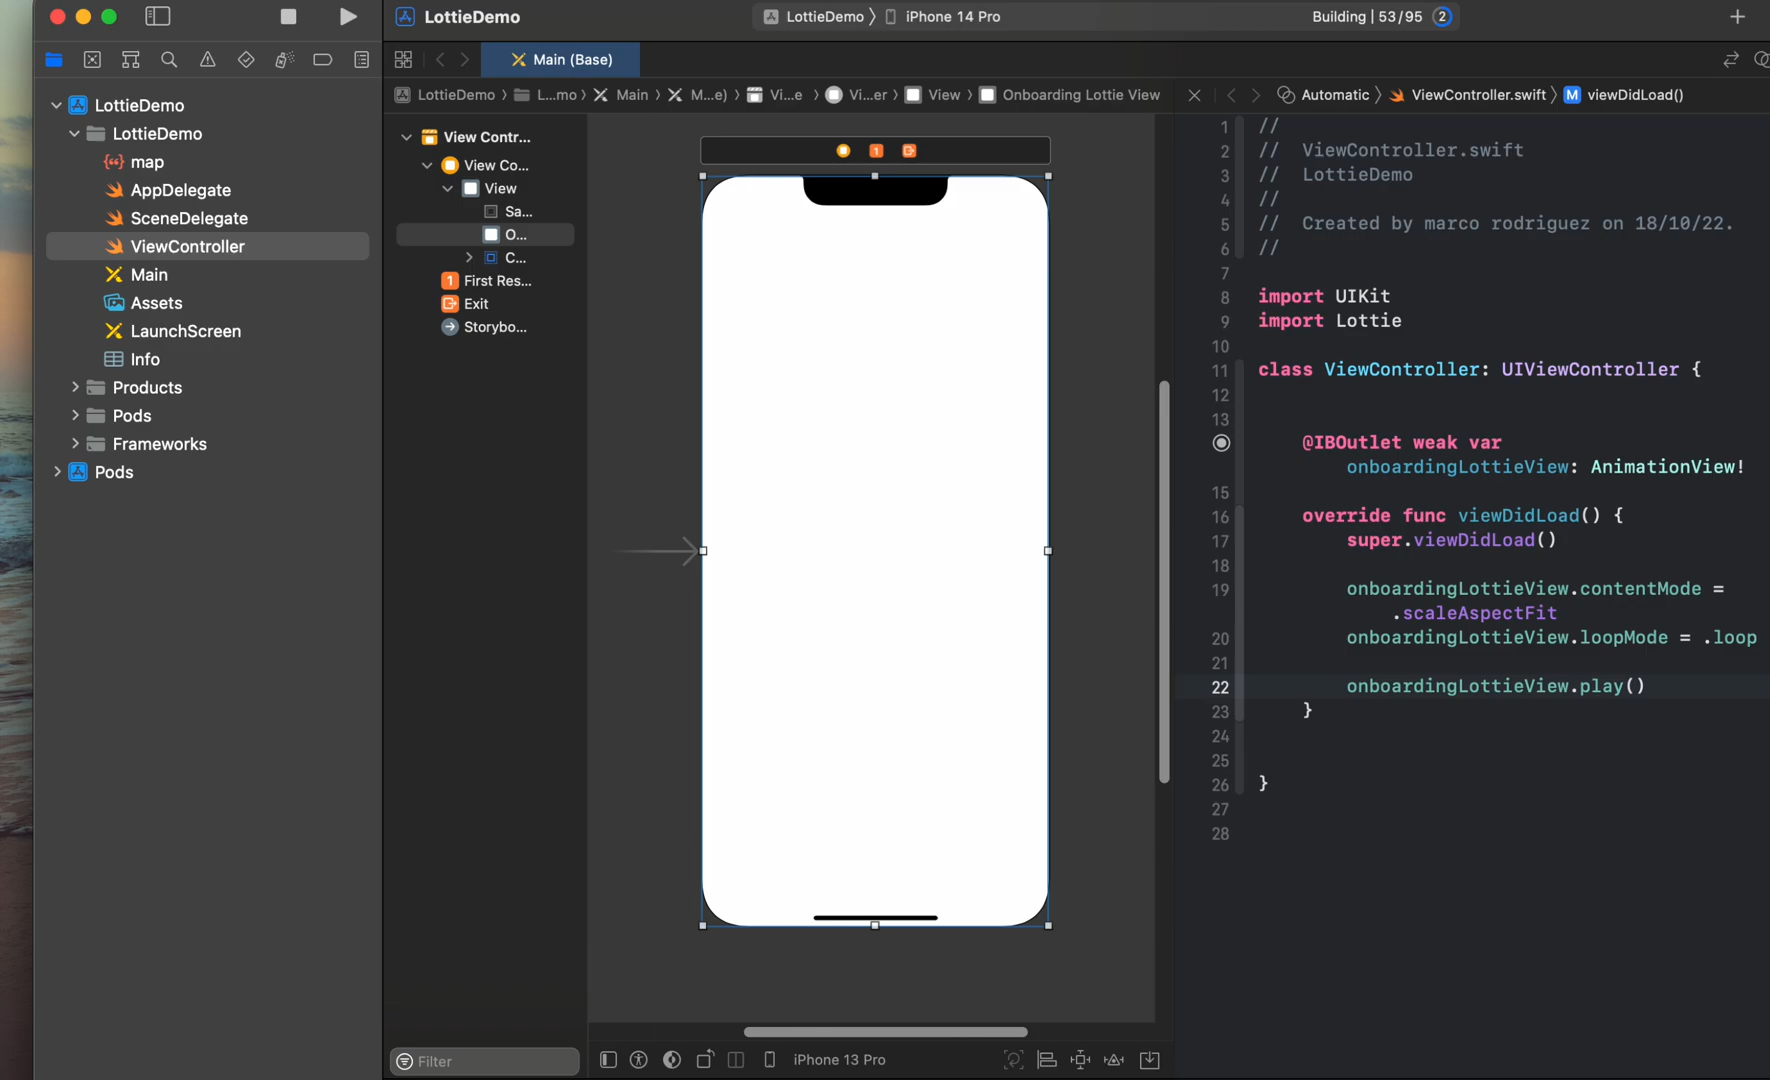 LottieDemo
LottieDemo
iPhone 14 Pro
Building | 53/95
2
Main (Base)
LottieDemo
L...mo
Main
M...e)
Vi...e
Vi...er
View
Onboarding Lottie View
Automatic
ViewController.swift
M
viewDidLoad()
LottieDemo
LottieDemo
map
AppDelegate
SceneDelegate
ViewController
Main
Assets
LaunchScreen
Info
Products
Pods
Frameworks
Pods
View Contr...
View Co...
View
Sa...
O...
C...
1 First Res...
Exit
Storybo...
Filter
1
iPhone 13 Pro
1 //
2 //  ViewController.swift
3 //  LottieDemo
4 //
5 //  Created by marco rodriguez on 18/10/22.
6 //
7
8 import UIKit
9 import Lottie
10
11 class ViewController: UIViewController {
12
13
@IBOutlet weak var
onboardingLottieView: AnimationView!
15
16 override func viewDidLoad() {
17 super.viewDidLoad()
18
19 onboardingLottieView.contentMode =
.scaleAspectFit
20 onboardingLottieView.loopMode = .loop
21
22 onboardingLottieView.play()
23 }
24
25
26 }
27
28